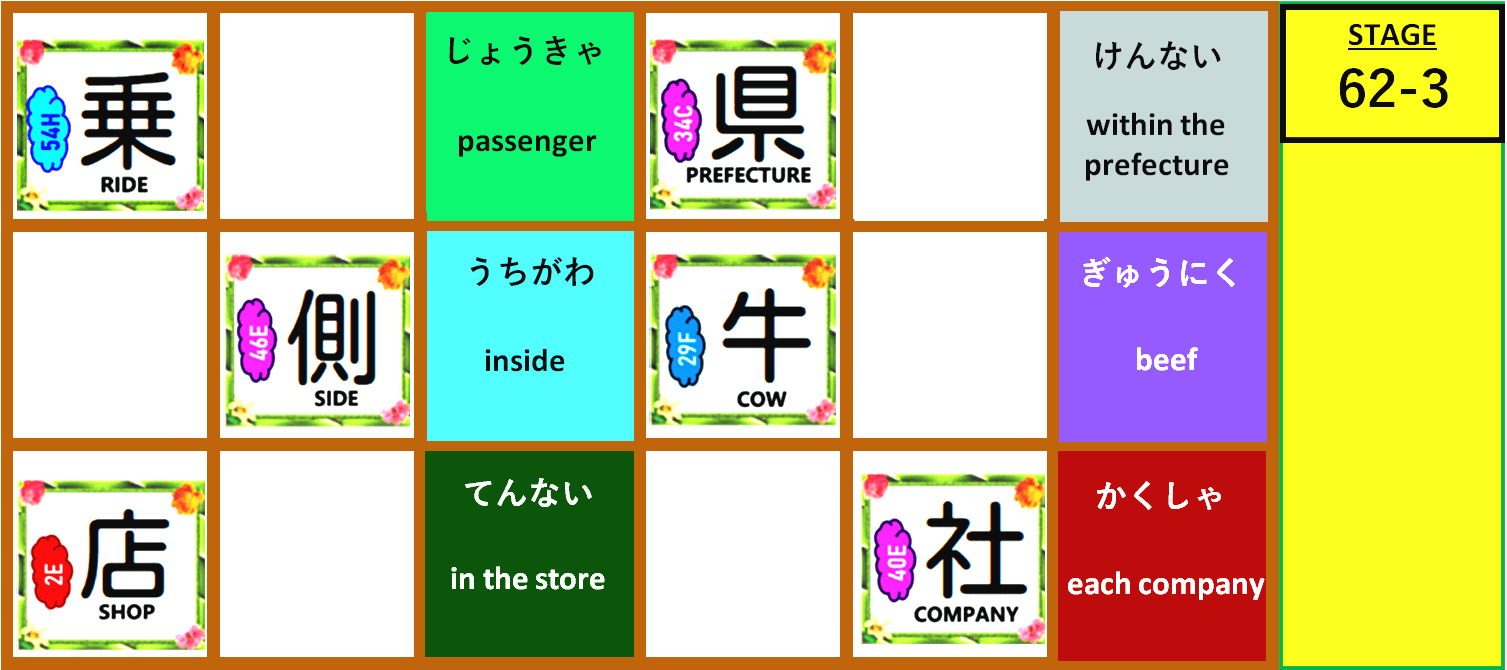 54H
乗
RIDE
じょうきゃ
passenger
34C
県
PREFECTURE
けんない
within the
prefecture
STAGE
62-3
46E
側
SIDE
うちがわ
inside
29F
牛
COW
ぎゅうにく
beef
2E
店
SHOP
てんない
in the store
40E
社
COMPANY
かくしゃ
each company